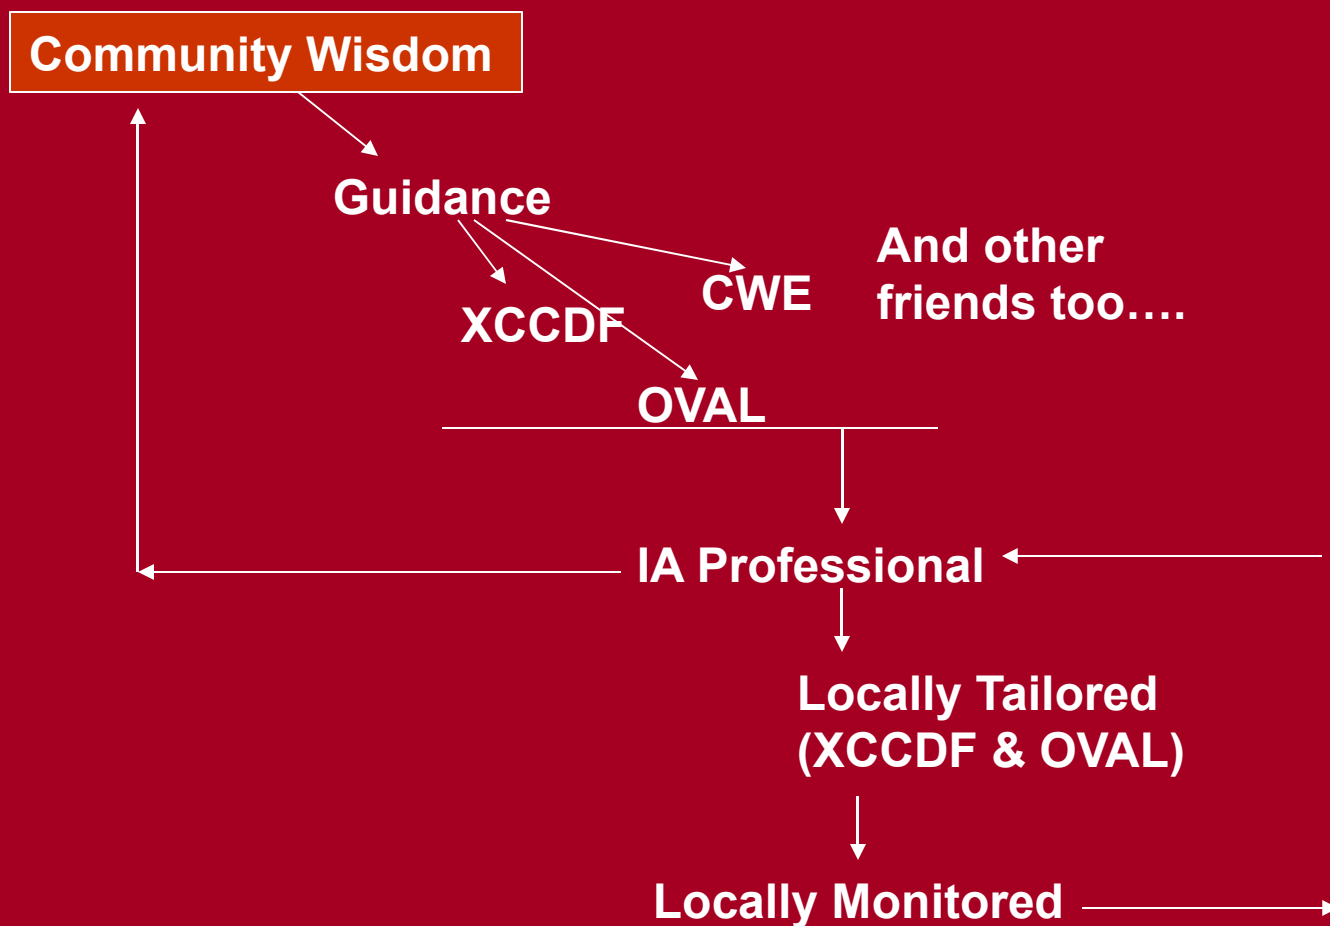 Community Wisdom
Guidance
And other
friends too….
CWE
XCCDF
OVAL
IA Professional
Locally Tailored
(XCCDF & OVAL)
Locally Monitored